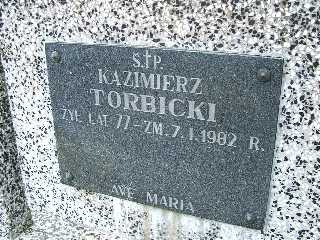 Ś.†P.
KAZIMIERZ
TORBICKI
ŻYŁ LAT 77-ZM. 7.I.1982 R.
AVE MARIA